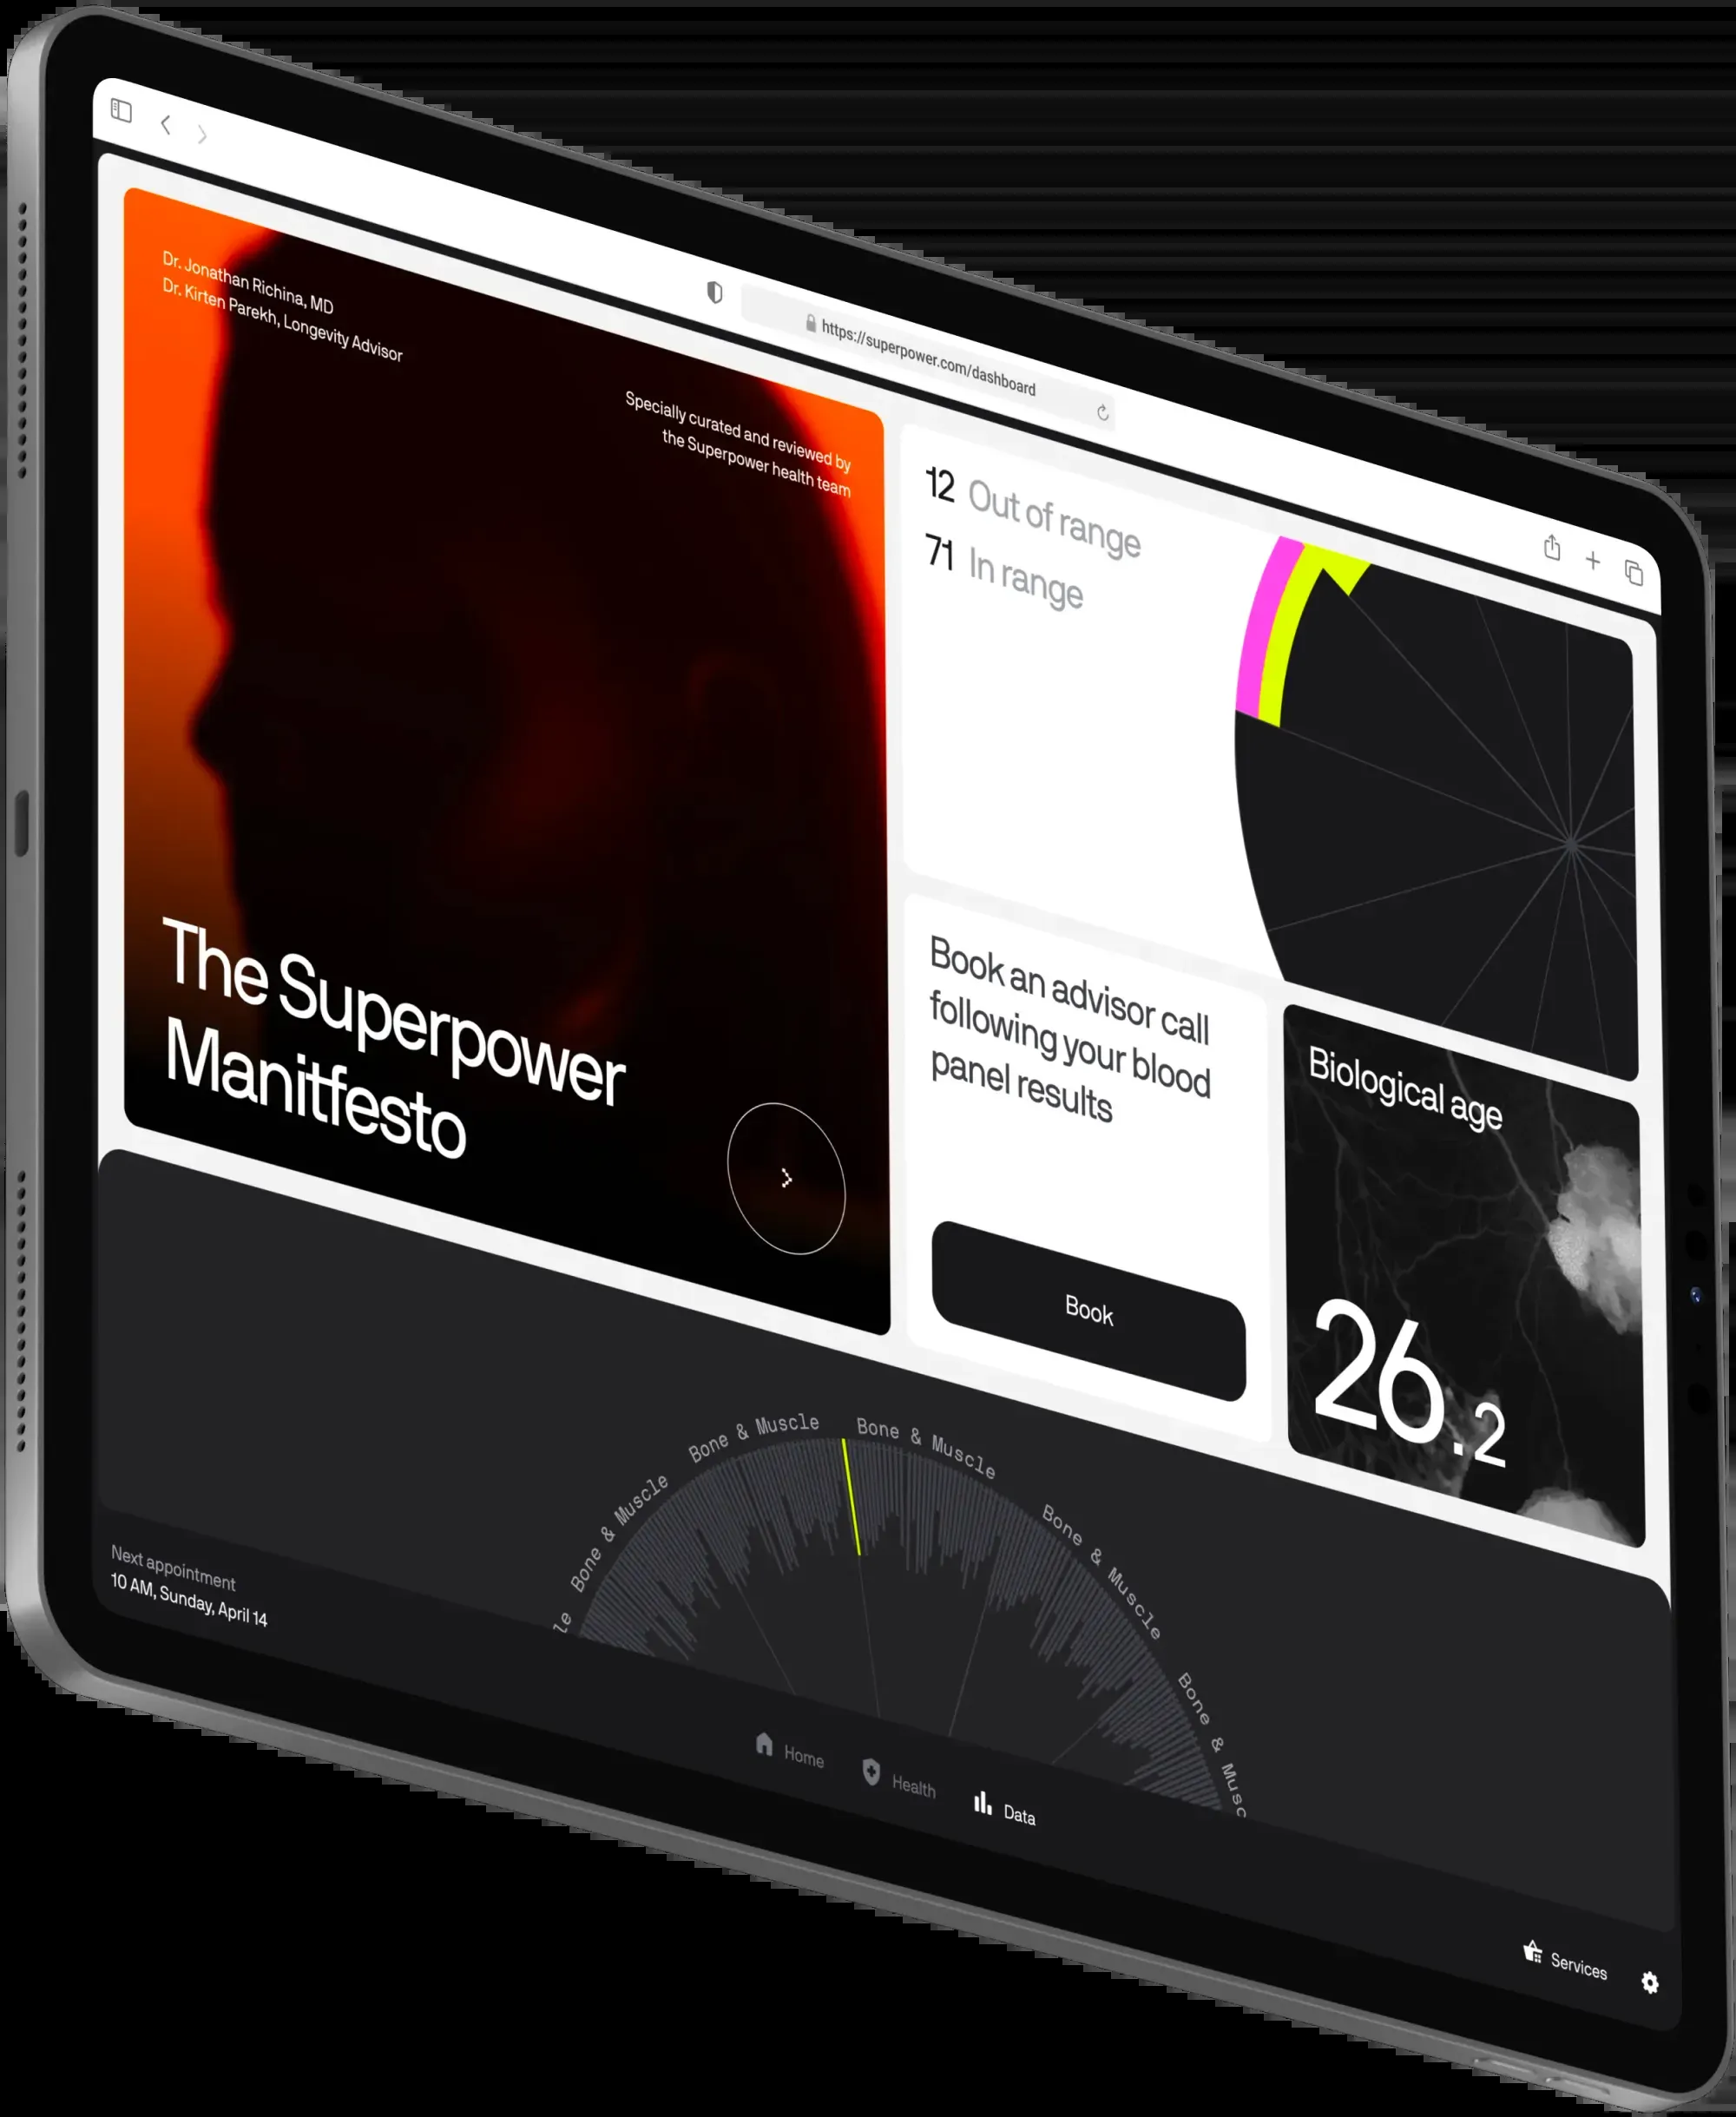 https://superpower.com/dashboard
Dr. Jonathan Richina, MD
Dr. Kirten Parekh, Longevity Advisor
Specially curated and reviewed by
the Superpower health team
The Superpower
Manitfesto
12 Out of range
71 In range
Book an advisor call
following your blood
panel results
Book
Biological age
26.2
le
Bone & Muscle
Bone & Muscle
Bone & Muscle
Bone & Muscle
Bone & Musc
Next appointment
10 AM, Sunday, April 14
Home
Health
Data
Services